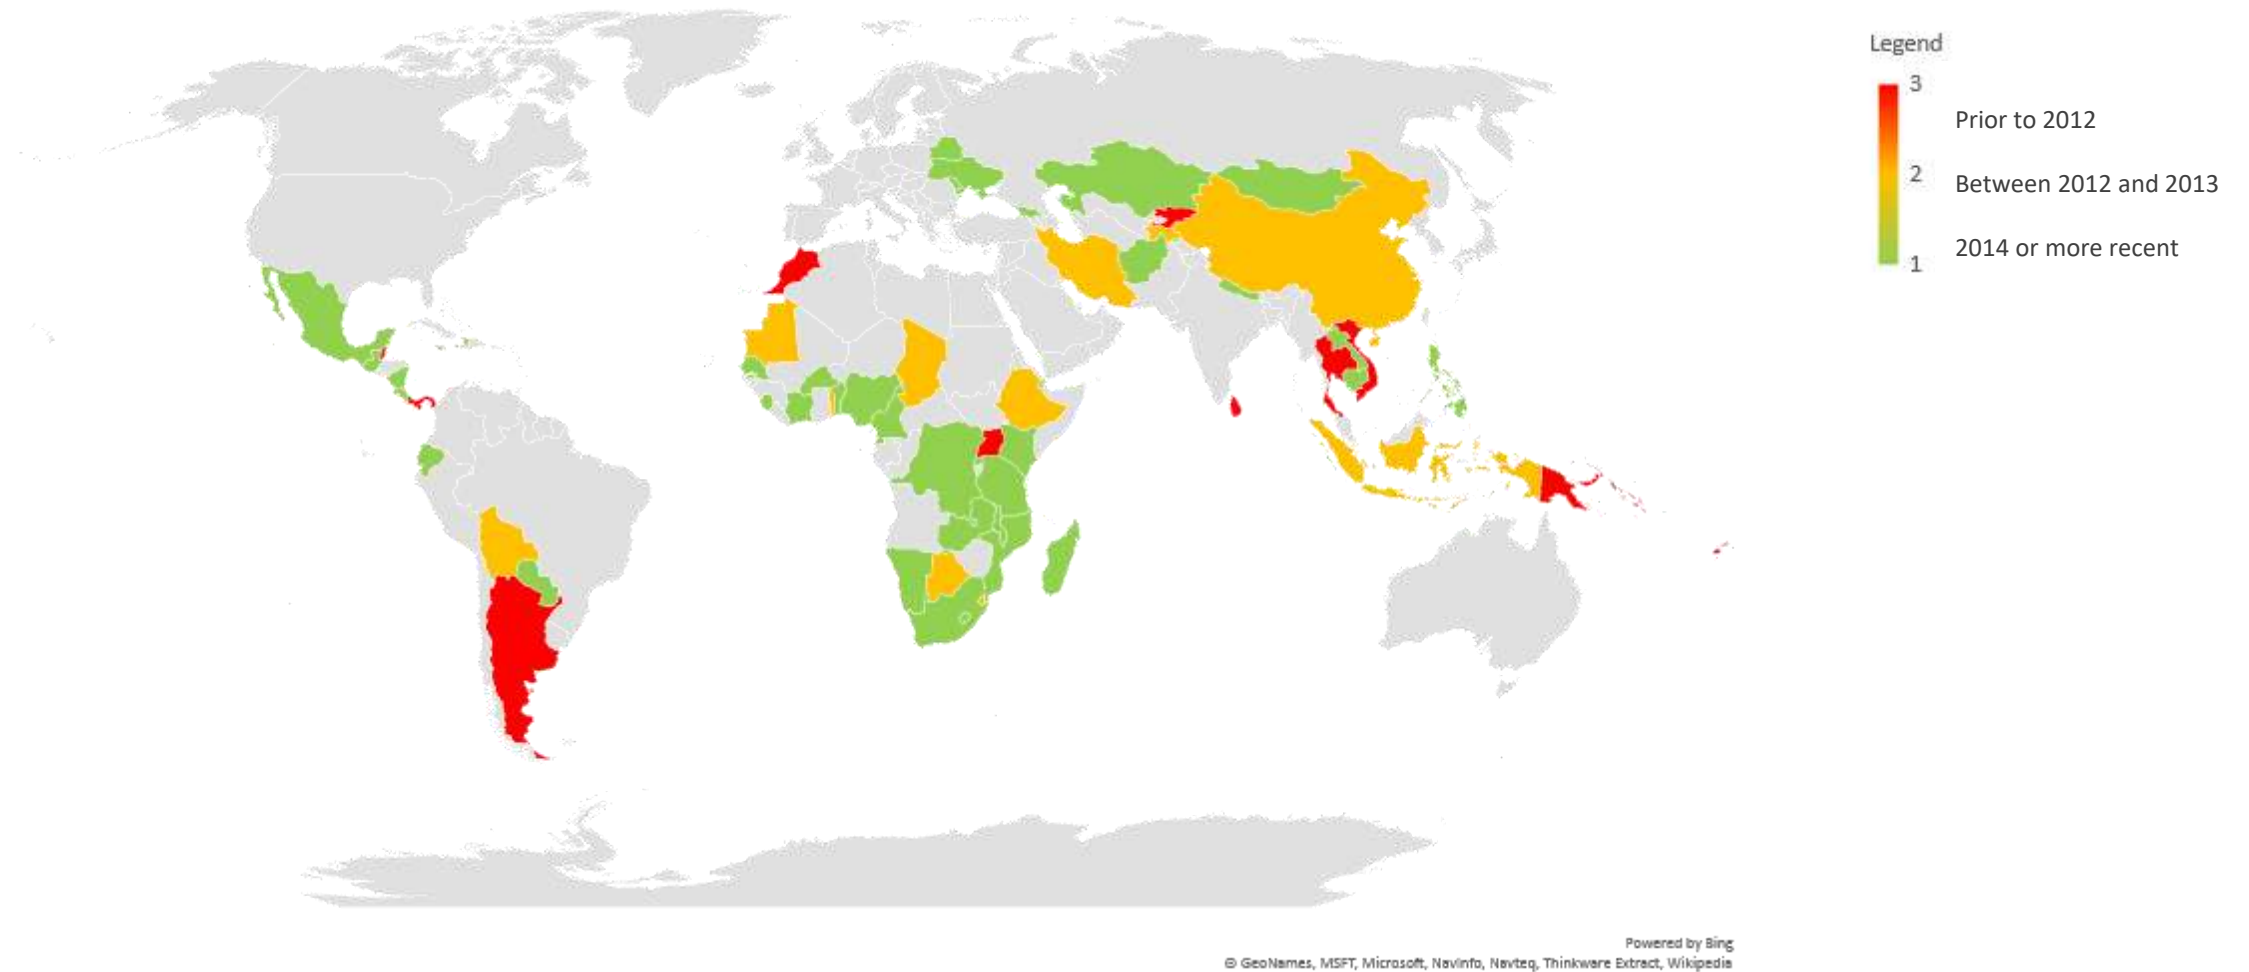 Legend
3
Prior to 2012
2
Between 2012 and 2013
2014 or more recent
1
Powered by Bing
© GeoNames, MSFT, Microsoft, NavInfo, Navteq, Thinkware Extract, Wikipedia